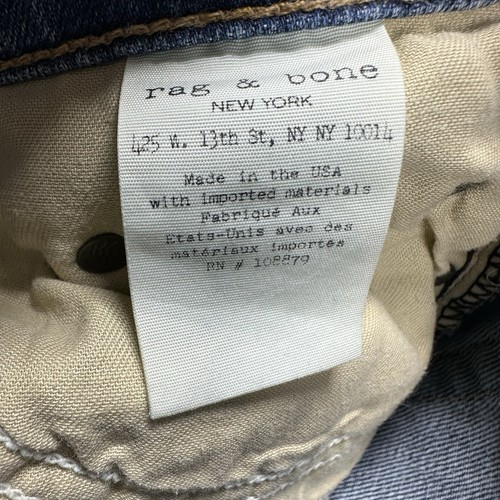 rag & bone
NEW YORK
425 W. 13th St, NY NY 10014
Made in the USA
with imported materials
Fabriqué Aux
Etats-Unis avec des
matériaux importés
RN # 108879